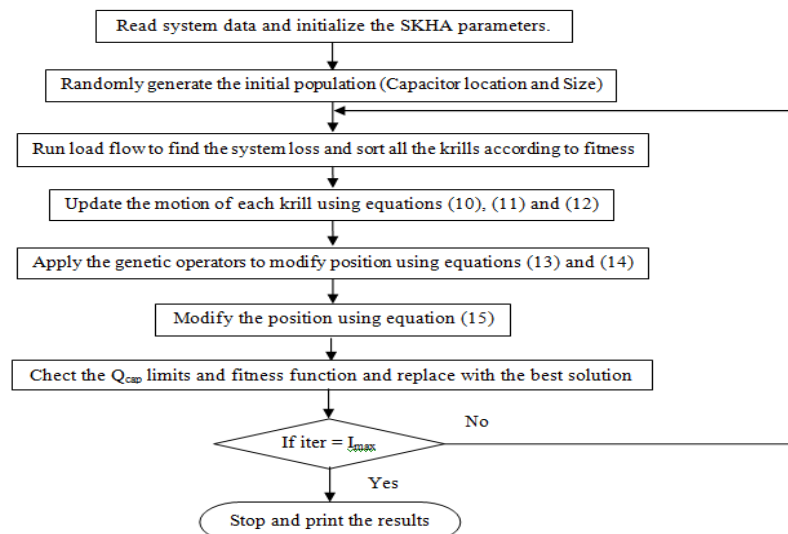 Read system data and initialize the SKHA parameters.
Randomly generate the initial population (Capacitor location and Size)
Run load flow to find the system loss and sort all the krills according to fitness
Update the motion of each krill using equations (10), (11) and (12)
Apply the genetic operators to modify position using equations (13) and (14)
Modify the position using equation (15)
Chect the Qcap limits and fitness function and replace with the best solution
No
If iter = Imax
Yes
Stop and print the results